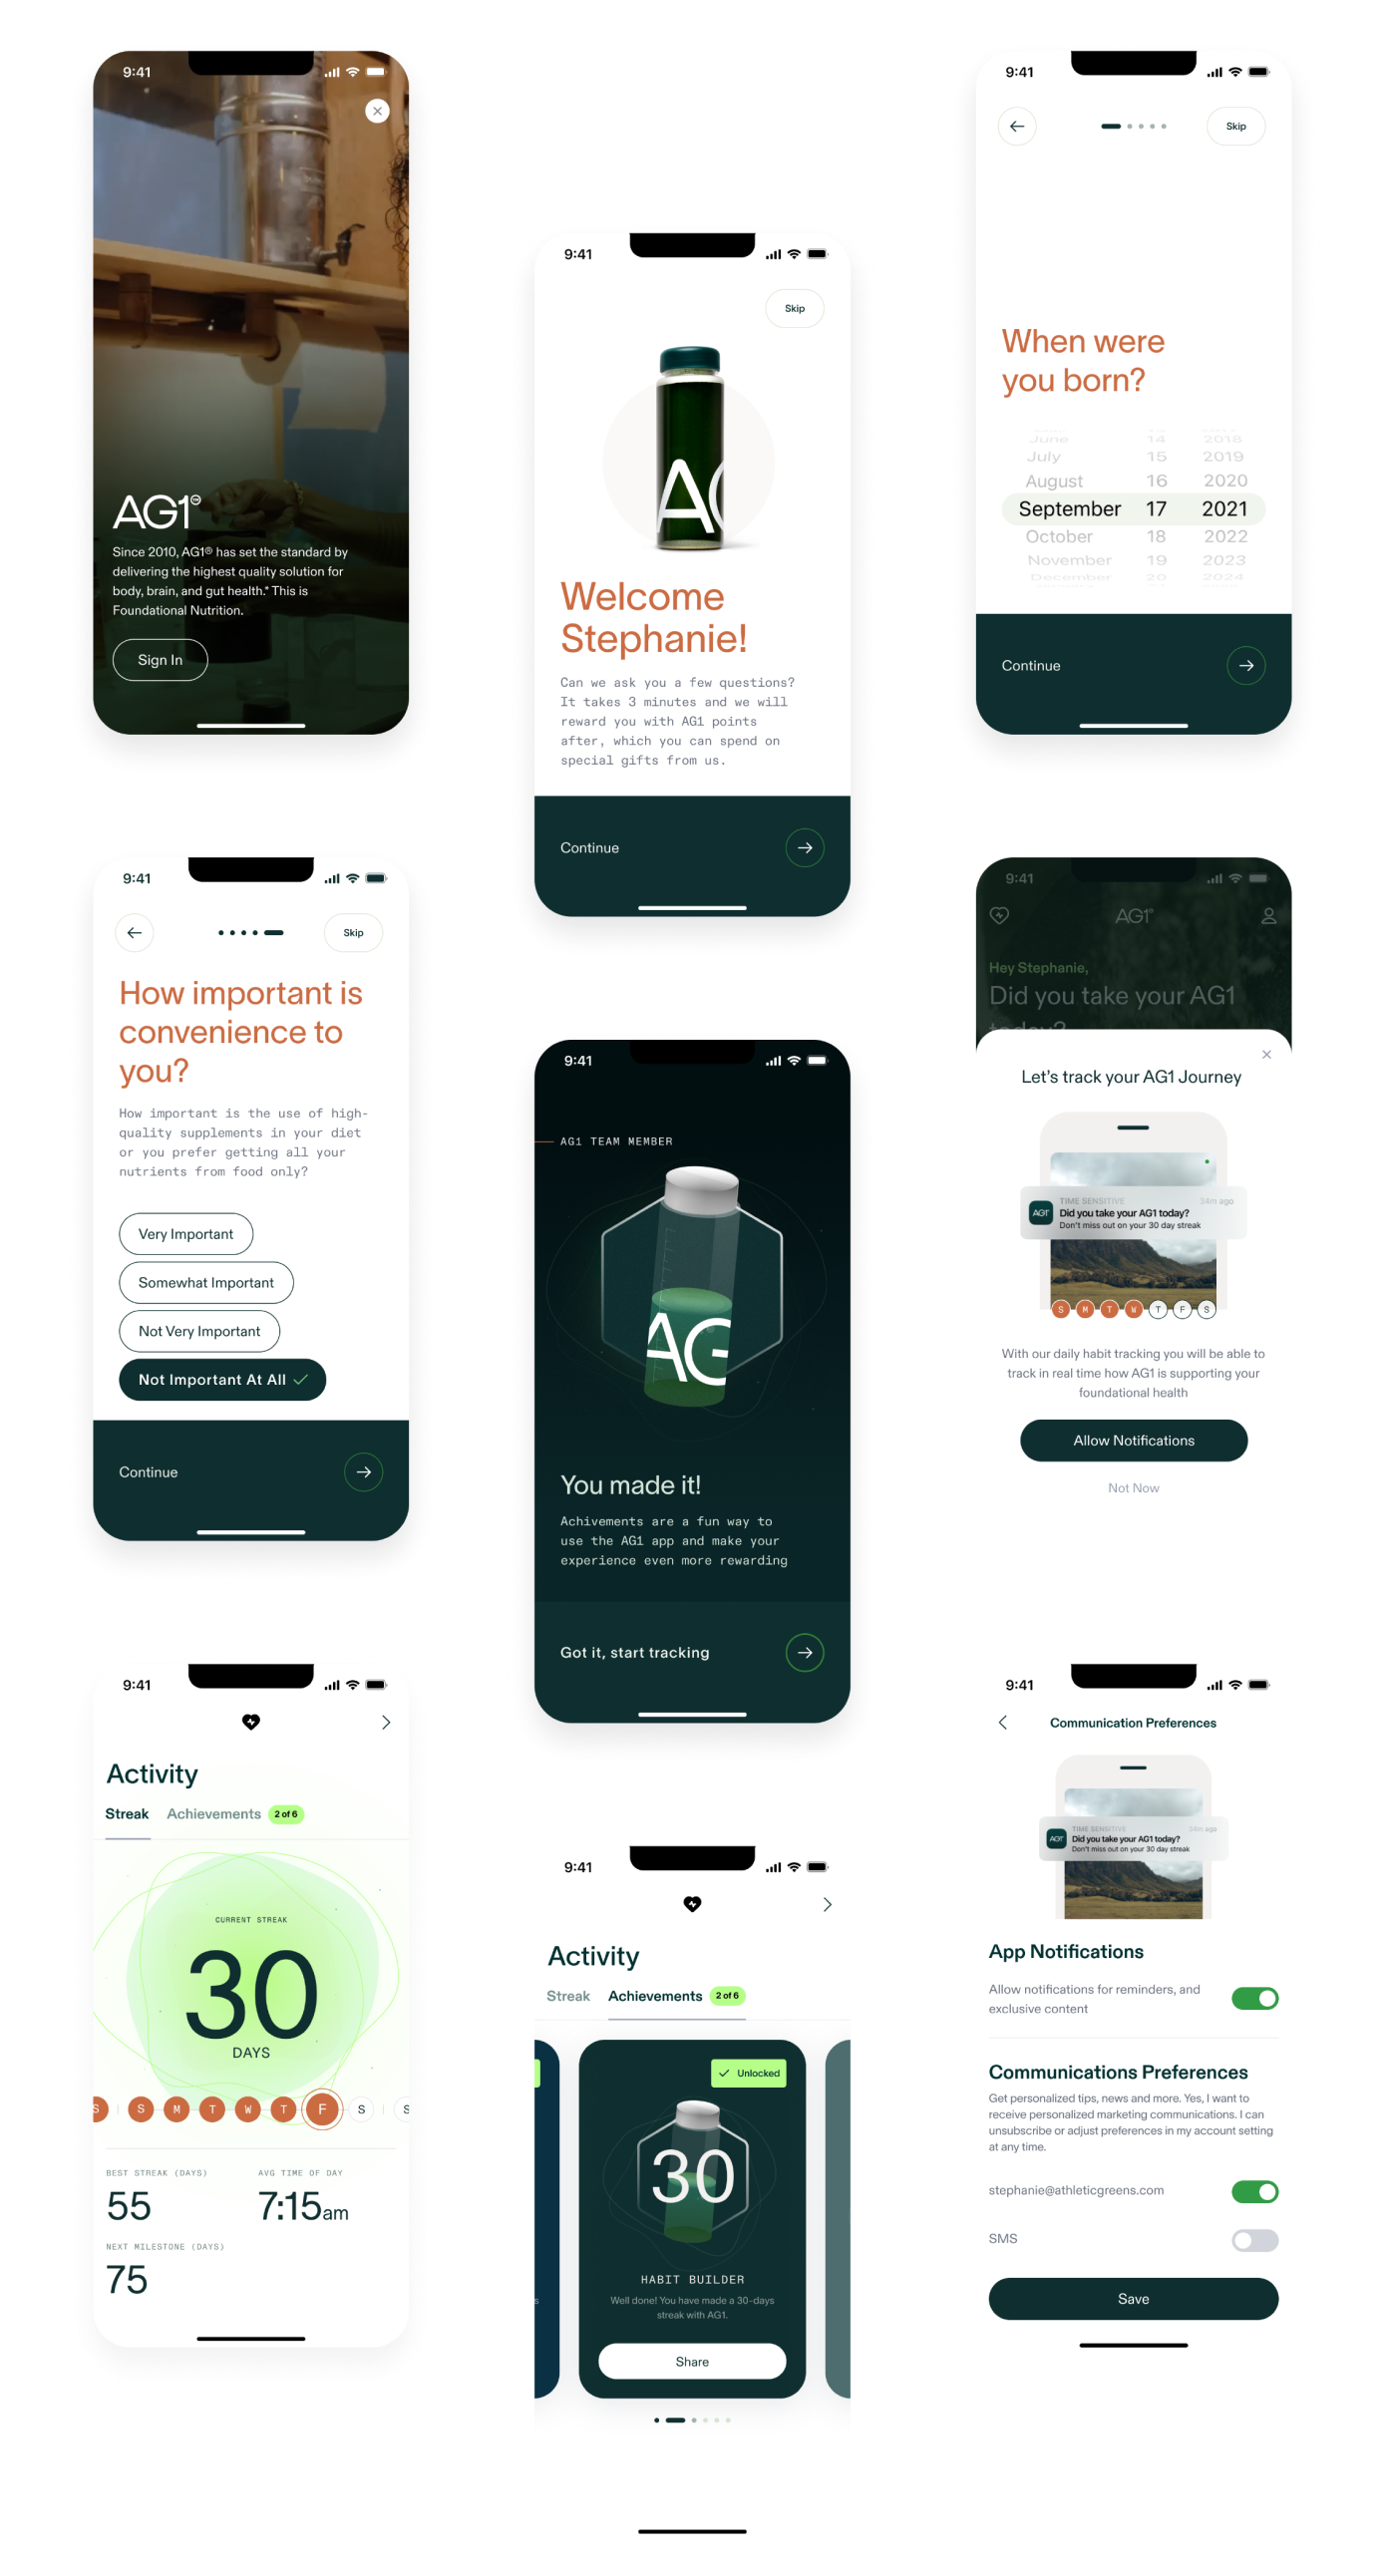 9:41
AG1®
Since 2010, AG1® has set the standard by
delivering the highest quality solution for
body, brain, and gut health.* This is
Foundational Nutrition.
Sign In
9:41
Skip
AG
Welcome
Stephanie!
Can we ask you a few questions?
It takes 3 minutes and we will
reward you with AG1 points
after, which you can spend on
special gifts from us.
Continue
9:41
Skip
When were
you born?
June 14 2018
July 15 2019
August 16 2020
September 17 2021
October 18 2022
November 19 2023
December 20 2024
Continue
9:41
Skip
How important is
convenience to
you?
How important is the use of high-
quality supplements in your diet
or you prefer getting all your
nutrients from food only?
Very Important
Somewhat Important
Not Very Important
Not Important At All
Continue
9:41
AG1 TEAM MEMBER
AG
You made it!
Achivements are a fun way to
use the AG1 app and make your
experience even more rewarding
Got it, start tracking
9:41
AG1®
Hey Stephanie,
Did you take your AG1
today?
Let's track your AG1 Journey
AG1
TIME SENSITIVE 34m ago
Did you take your AG1 today?
Don't miss out on your 30 day streak
S M T W T F S
With our daily habit tracking you will be able to
track in real time how AG1 is supporting your
foundational health
Allow Notifications
Not Now
9:41
Activity
Streak Achievements 2 of 6
CURRENT STREAK
30
DAYS
S S M T W T F S S
BEST STREAK (DAYS) AVG TIME OF DAY
55 7:15am
NEXT MILESTONE (DAYS)
75
9:41
Activity
Streak Achievements 2 of 6
Unlocked
30
HABIT BUILDER
s
Well done! You have made a 30-days
streak with AG1.
Share
9:41
Communication Preferences
AG1
TIME SENSITIVE 34m ago
Did you take your AG1 today?
Don't miss out on your 30 day streak
App Notifications
Allow notifications for reminders, and
exclusive content
Communications Preferences
Get personalized tips, news and more. Yes, I want to
receive personalized marketing communications. I can
unsubscribe or adjust preferences in my account setting
at any time.
stephanie@athleticgreens.com
SMS
Save